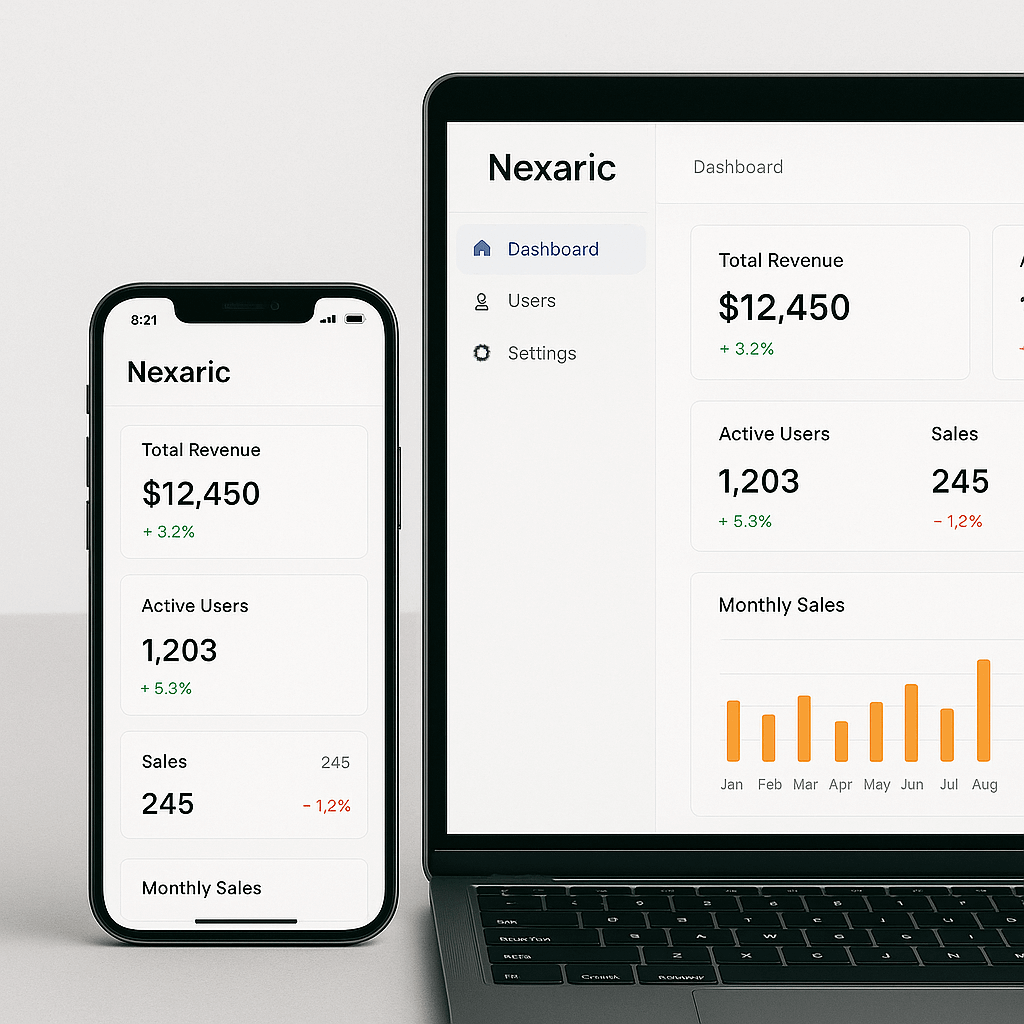 8:21
Nexaric
Total Revenue
$12,450
+ 3.2%
Active Users
1,203
+ 5.3%
Sales 245
245 − 1,2%
Monthly Sales
Nexaric
Dashboard
Dashboard
Users
Settings
Total Revenue
$12,450
+ 3.2%
Active Users Sales
1,203 245
+ 5.3% − 1,2%
Monthly Sales
Jan Feb Mar Apr May Jun Jul Aug